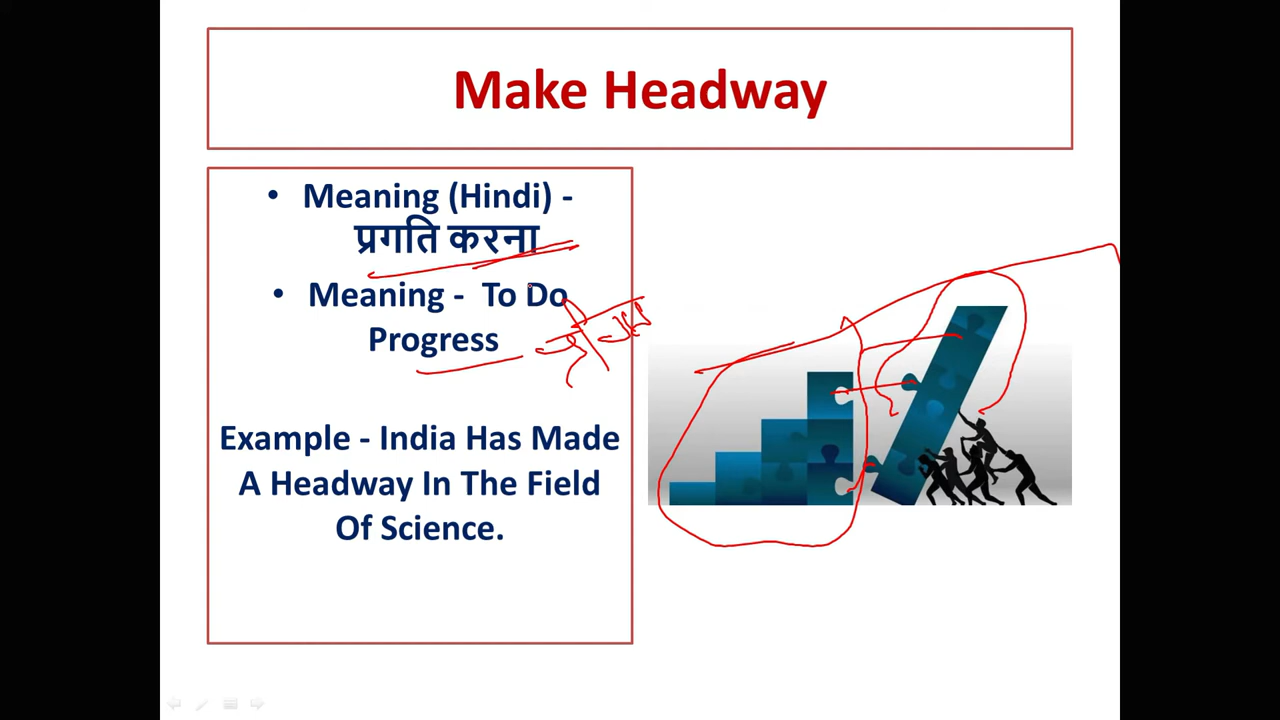 Make Headway
• Meaning (Hindi) -
प्रगति करना
• Meaning - To Do
Progress
Example - India Has Made
A Headway In The Field
Of Science.